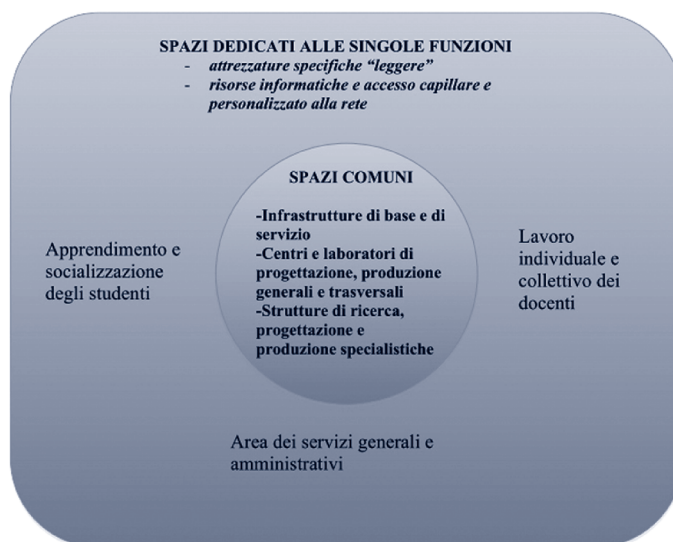 SPAZI DEDICATI ALLE SINGOLE FUNZIONI
- attrezzature specifiche “leggere”
- risorse informatiche e accesso capillare e
personalizzato alla rete
SPAZI COMUNI
-Infrastrutture di base e di
servizio
-Centri e laboratori di
progettazione, produzione
generali e trasversali
-Strutture di ricerca,
progettazione e
produzione specialistiche
Apprendimento e
socializzazione
degli studenti
Lavoro
individuale e
collettivo dei
docenti
Area dei servizi generali e
amministrativi